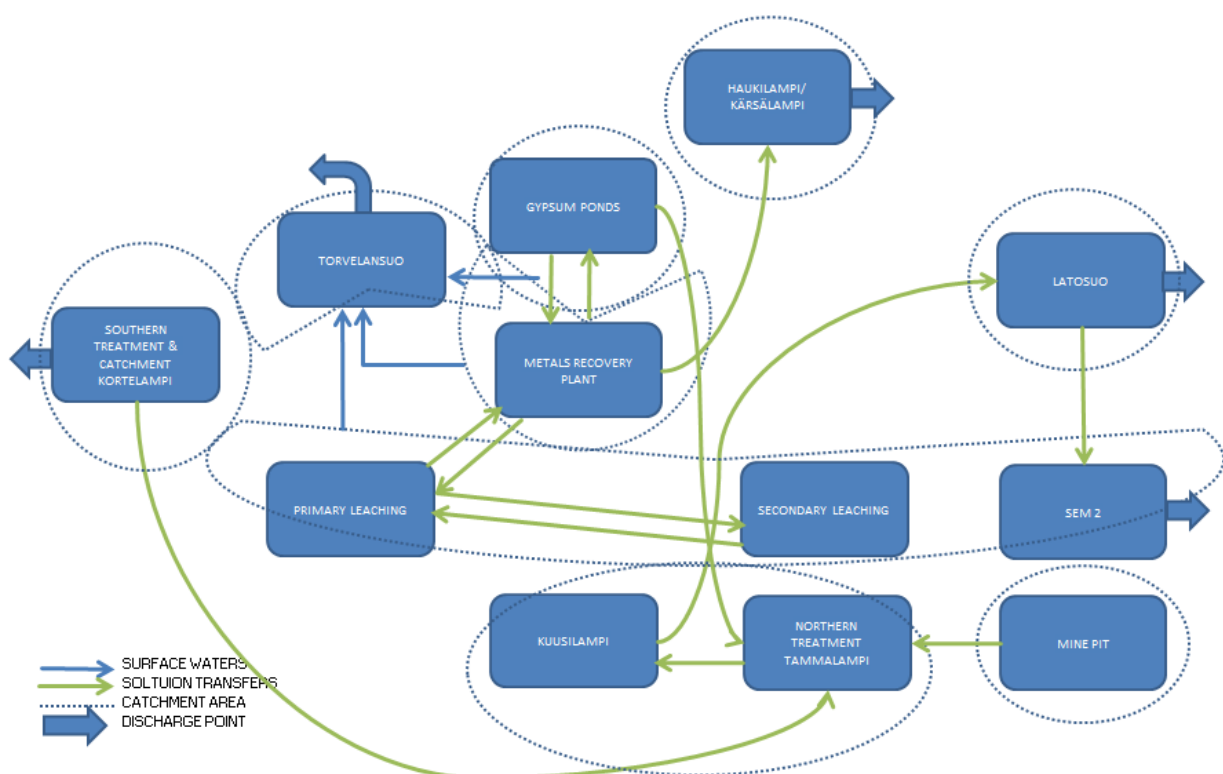 HAUKILAMPI/
KÄRSÄLAMPI
GYPSUM PONDS
TORVELANSUO
LATOSUO
SOUTHERN
TREATMENT &
CATCHMENT
KORTELAMPI
METALS RECOVERY
PLANT
PRIMARY LEACHING
SECONDARY LEACHING
SEM 2
KUUSILAMPI
NORTHERN
TREATMENT
TAMMALAMPI
MINE PIT
SURFACE WATERS
SOLTUION TRANSFERS
CATCHMENT AREA
DISCHARGE POINT